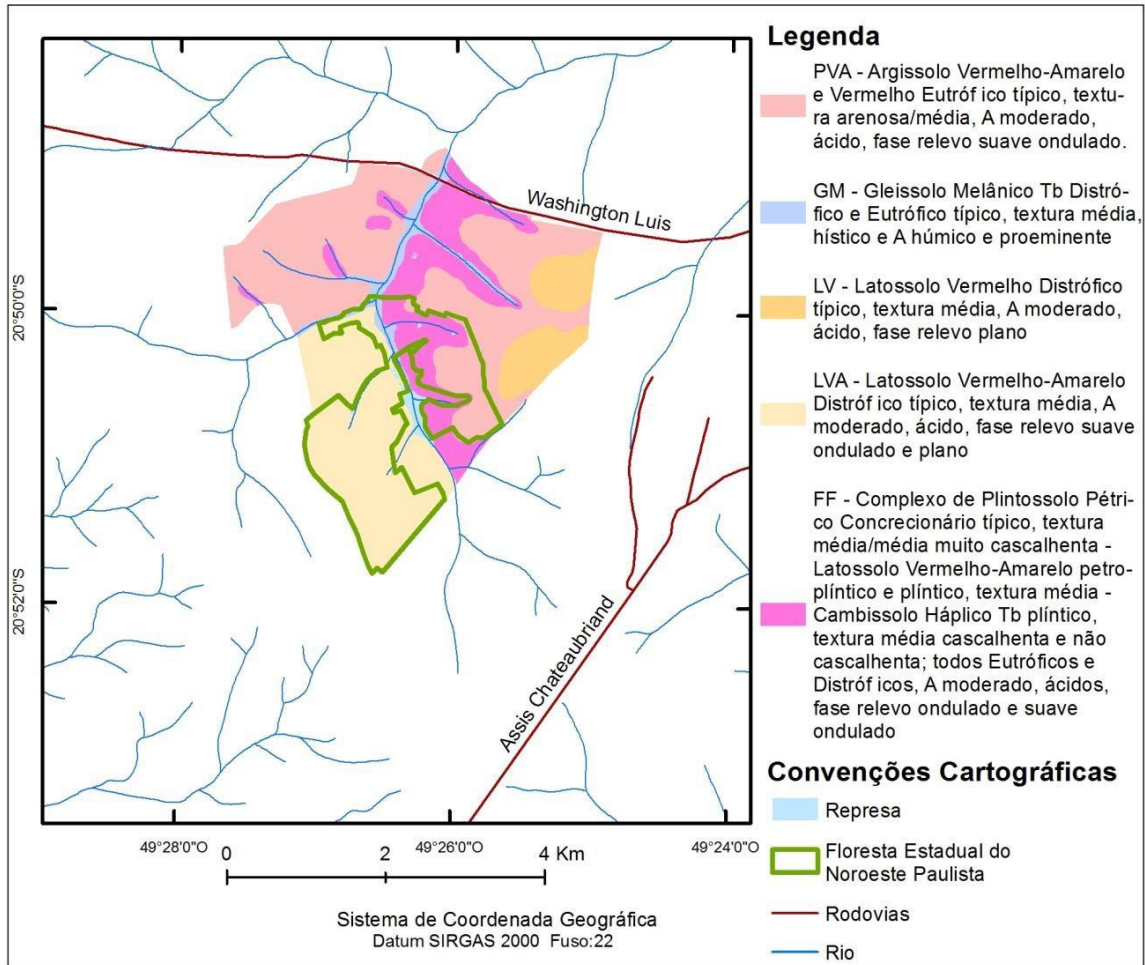 Legenda
PVA - Argissolo Vermelho-Amarelo
e Vermelho Eutróf ico típico, textu-
ra arenosa/média, A moderado,
ácido, fase relevo suave ondulado.
GM - Gleissolo Melânico Tb Distró-
fico e Eutrófico típico, textura média,
hístico e A húmico e proeminente
LV - Latossolo Vermelho Distrófico
típico, textura média, A moderado,
ácido, fase relevo plano
LVA - Latossolo Vermelho-Amarelo
Distróf ico típico, textura média, A
moderado, ácido, fase relevo suave
ondulado e plano
FF - Complexo de Plintossolo Pétri-
co Concrecionário típico, textura
média/média muito cascalhenta -
Latossolo Vermelho-Amarelo petro-
plíntico e plíntico, textura média -
Cambissolo Háplico Tb plíntico,
textura média cascalhenta e não
cascalhenta; todos Eutróficos e
Distróf icos, A moderado, ácidos,
fase relevo ondulado e suave
ondulado
Convenções Cartográficas
Represa
Floresta Estadual do
Noroeste Paulista
Rodovias
Rio
Washington Luis
Assis Chateaubriand
20°50'0"S
20°52'0"S
49°28'0"O
49°26'0"O
49°24'0"O
0 2 4 Km
Sistema de Coordenada Geográfica
Datum SIRGAS 2000 Fuso:22